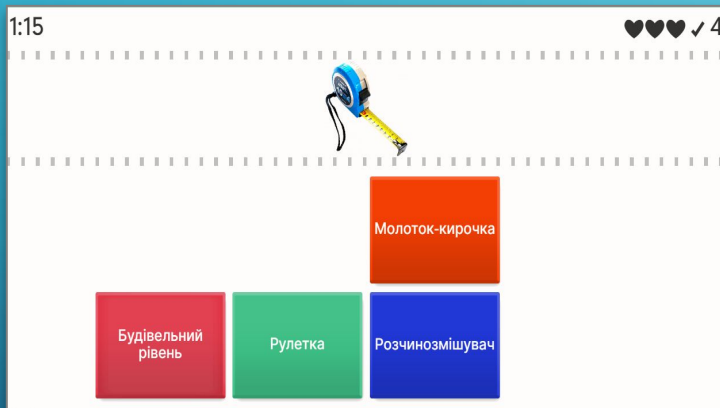 1:15
4
Молоток-кирочка
Будівельний
рівень
Рулетка
Розчинозмішувач